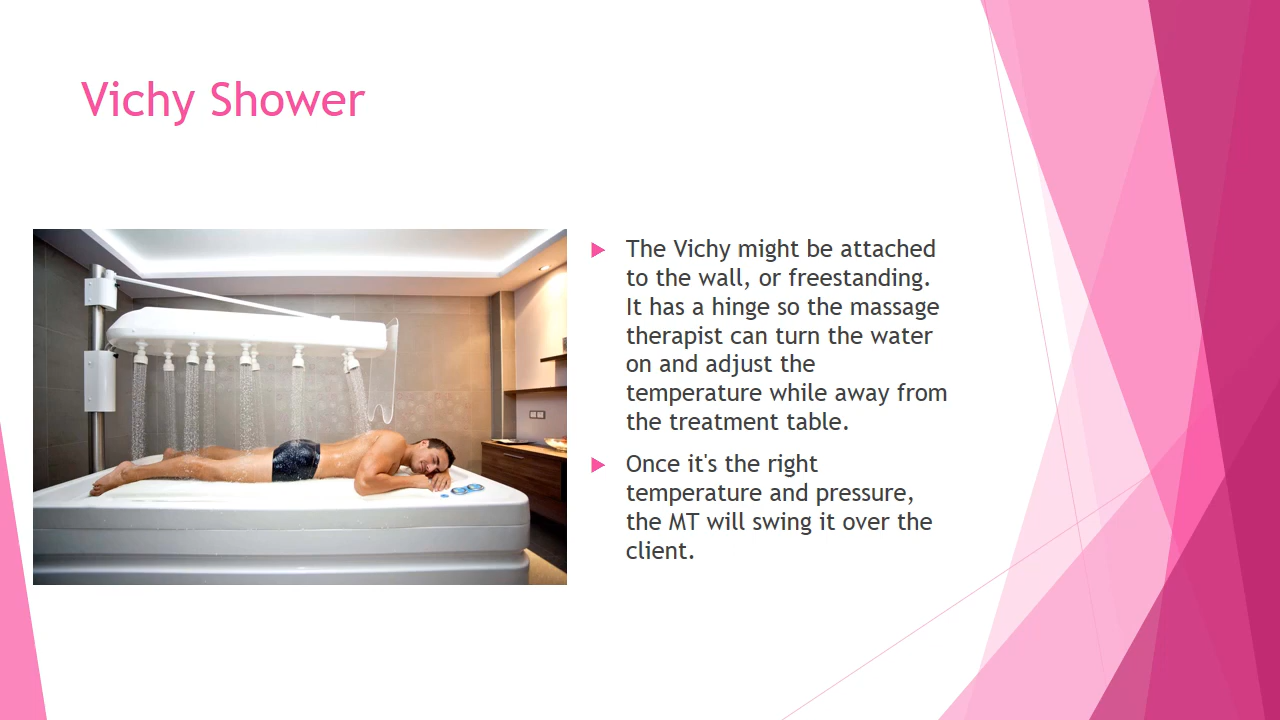 Vichy Shower
The Vichy might be attached
to the wall, or freestanding.
It has a hinge so the massage
therapist can turn the water
on and adjust the
temperature while away from
the treatment table.
Once it's the right
temperature and pressure,
the MT will swing it over the
client.